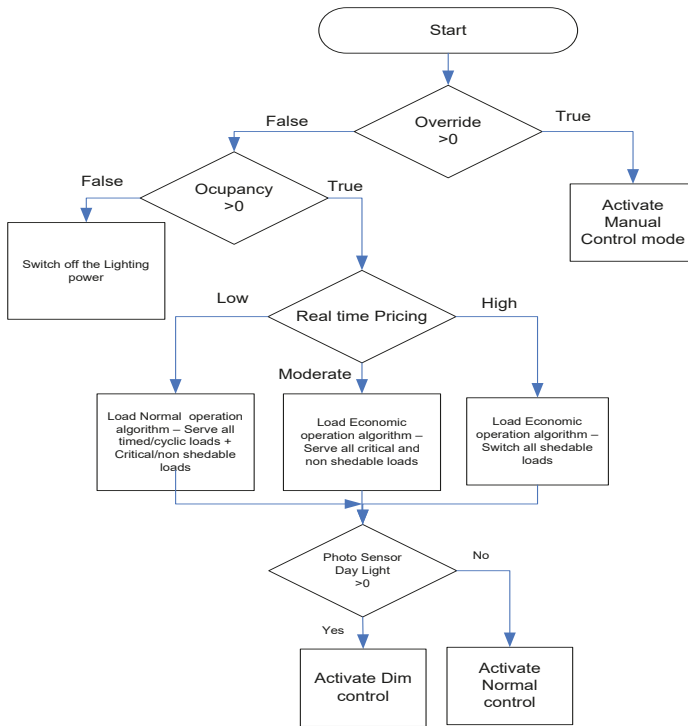 Start
Override
>0
False
True
Ocupancy
>0
False
True
Activate
Manual
Control mode
Switch off the Lighting
power
Real time Pricing
Low
High
Moderate
Load Normal operation
algorithm – Serve all
timed/cyclic loads +
Critical/non shedable
loads
Load Economic
operation algorithm –
Serve all critical and
non shedable loads
Load Economic
operation algorithm –
Switch all shedable
loads
Photo Sensor
Day Light
>0
No
Yes
Activate Dim
control
Activate
Normal
control